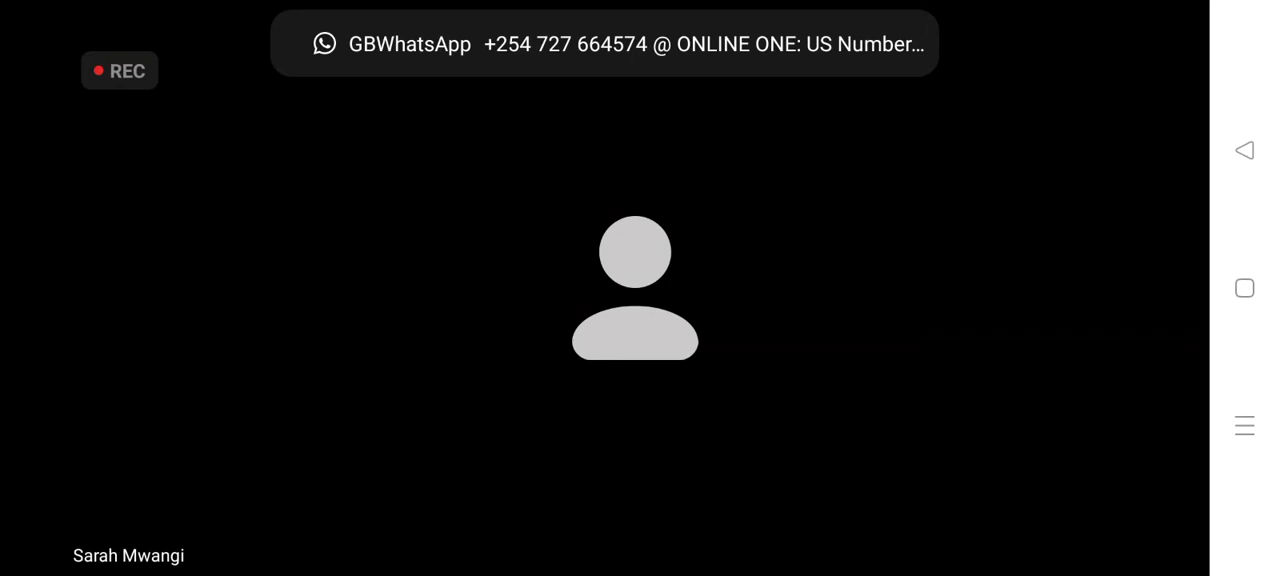 GBWhatsApp +254 727 664574 @ ONLINE ONE: US Number...
REC
Sarah Mwangi